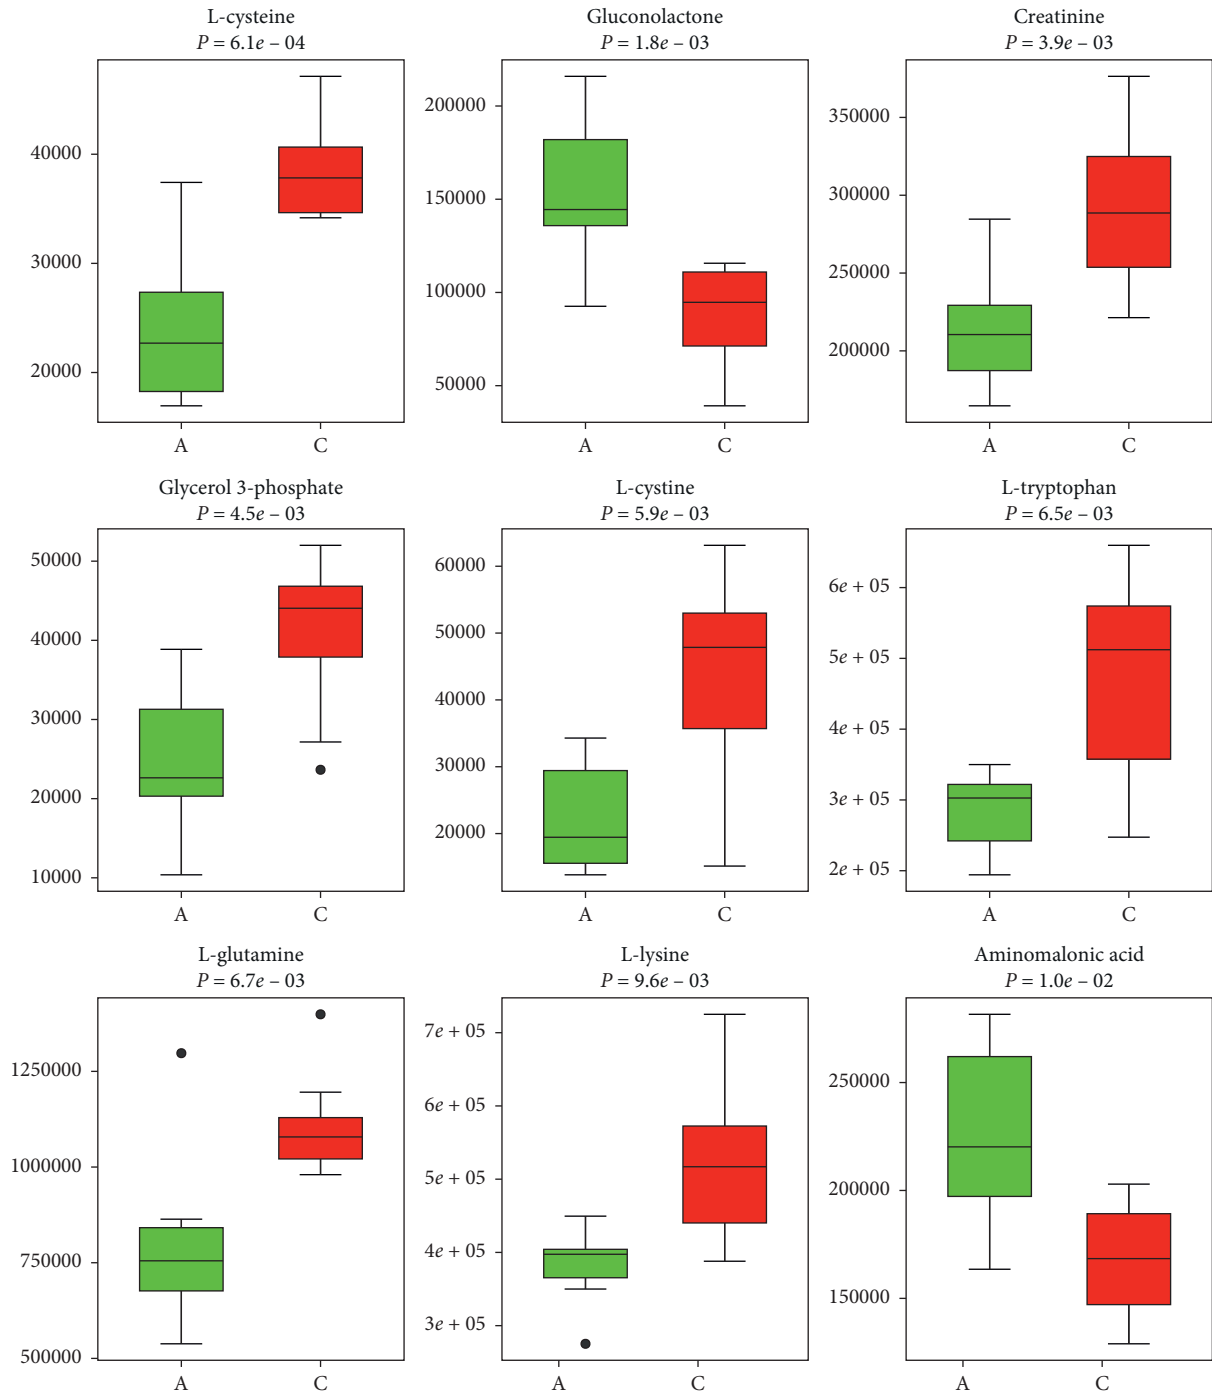 L-cysteine
P = 6.1e – 04
40000
30000
20000
A
C
Gluconolactone
P = 1.8e – 03
200000
150000
100000
50000
A
C
Creatinine
P = 3.9e – 03
350000
300000
250000
200000
A
C
Glycerol 3-phosphate
P = 4.5e – 03
50000
40000
30000
20000
10000
A
C
L-cystine
P = 5.9e – 03
60000
50000
40000
30000
20000
A
C
L-tryptophan
P = 6.5e – 03
6e + 05
5e + 05
4e + 05
3e + 05
2e + 05
A
C
L-glutamine
P = 6.7e – 03
1250000
1000000
750000
500000
A
C
L-lysine
P = 9.6e – 03
7e + 05
6e + 05
5e + 05
4e + 05
3e + 05
A
C
Aminomalonic acid
P = 1.0e – 02
250000
200000
150000
A
C